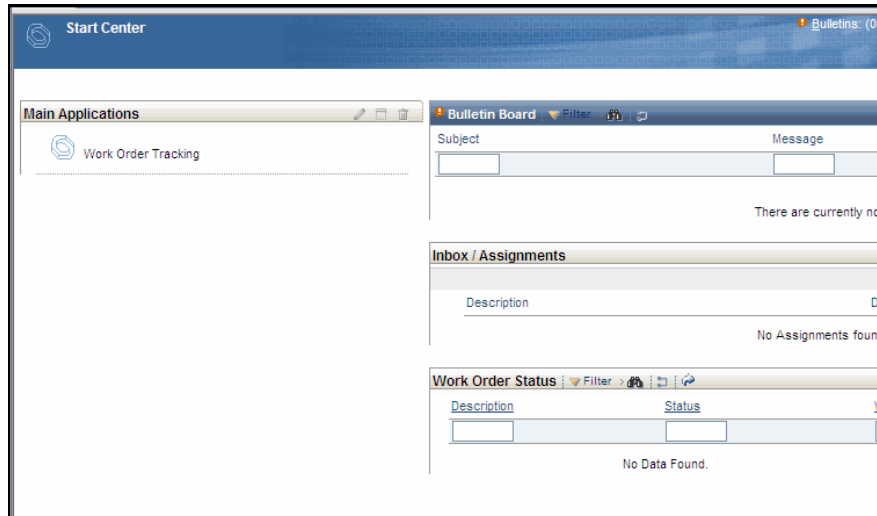 Start Center
Bulletins: (0
Main Applications
Work Order Tracking
Bulletin Board Filter
Subject Message
There are currently no
Inbox / Assignments
Description D
No Assignments foun
Work Order Status Filter
Description Status
No Data Found.